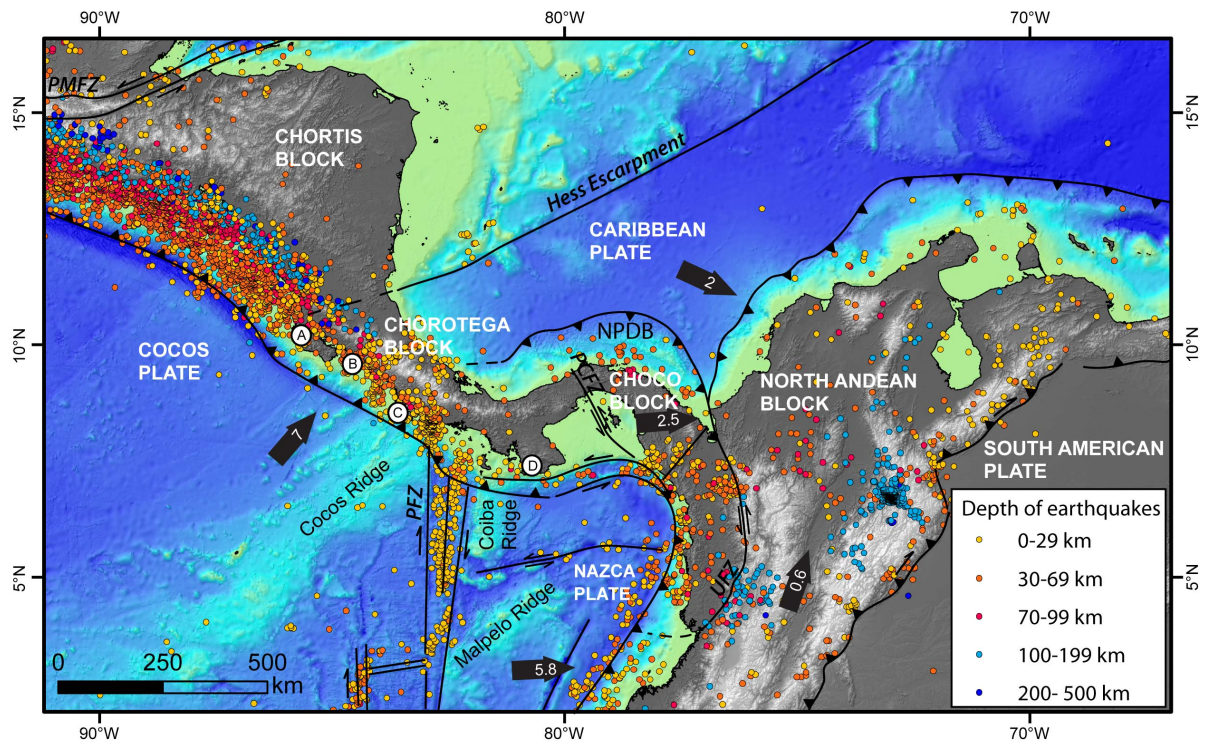 90°W
80°W
70°W
PMFZ
15°N
15°N
CHORTIS
BLOCK
Hess Escarpment
CARIBBEAN
PLATE
2
A
CHOROTEGA
BLOCK
NPDB
10°N
10°N
COCOS
PLATE
B
CHOCO
BLOCK
NORTH ANDEAN
BLOCK
C
2.5
7
SOUTH AMERICAN
PLATE
D
Cocos Ridge
PFZ
Coiba
Ridge
Depth of earthquakes
0-29 km
30-69 km
70-99 km
100-199 km
200- 500 km
5°N
5°N
NAZCA
PLATE
UFZ
0.6
Malpelo Ridge
5.8
0
250
500
km
90°W
80°W
70°W